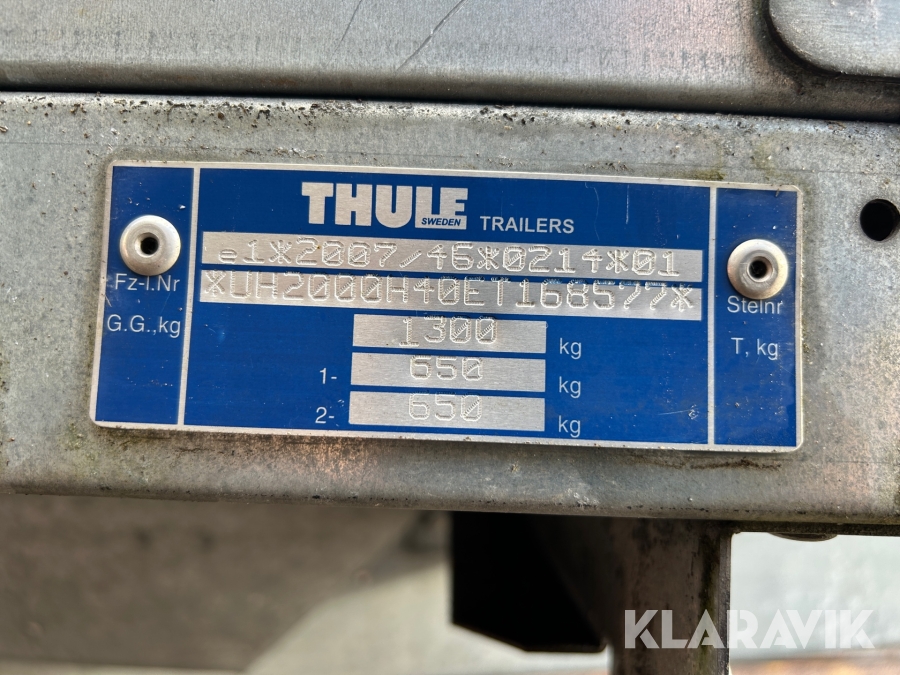 THULE
SWEDEN
TRAILERS
e1*2007/46*0214*01
Fz-I.Nr
*UH2000H40ET168577*
Stelnr
G.G.,kg
1300 kg
T, kg
1- 650 kg
2- 650 kg
KLARAVIK